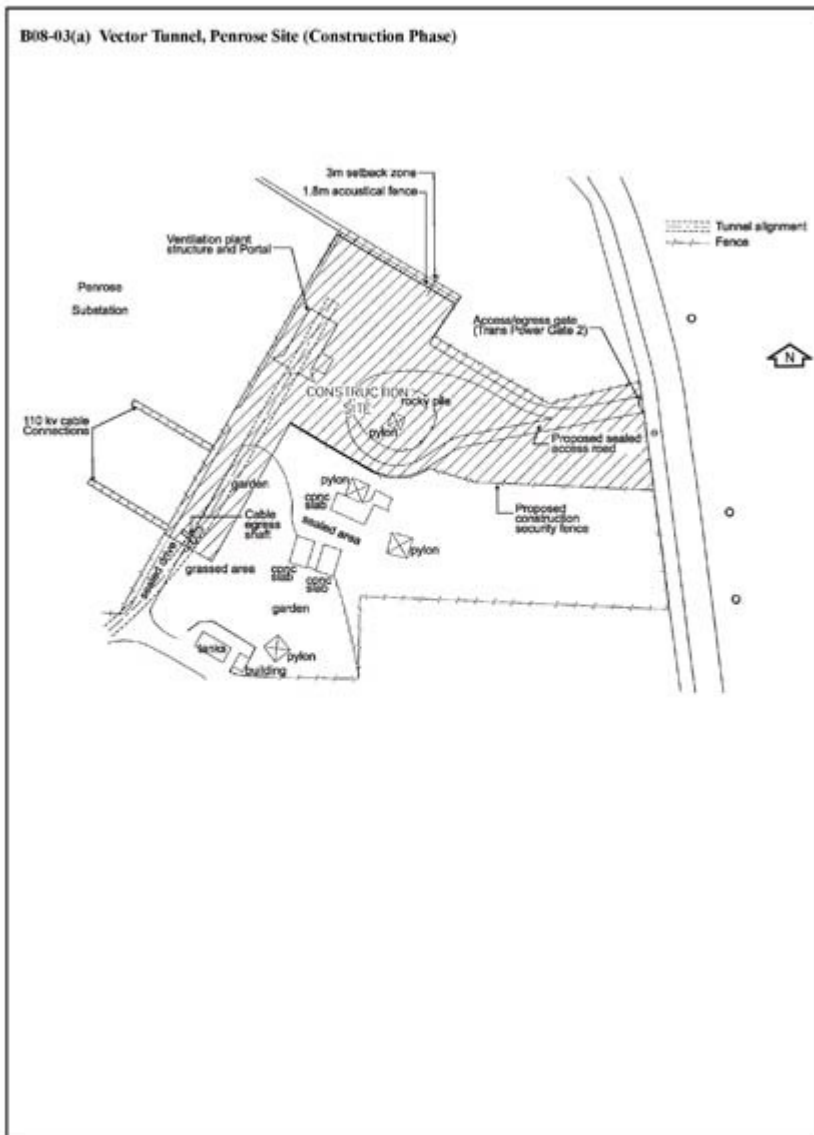 B08-03(a) Vector Tunnel, Penrose Site (Construction Phase)
3m setback zone
1.8m acoustical fence
Ventilation plant
structure and Portal
Tunnel alignment
Fence
Penrose
Substation
Access/egress gate
(Trans Power Gate 2)
N
CONSTRUCTION
SITE
rocky pile
pylon
110 kv cable
Connections
Proposed sealed
access road
garden
pylon
conc
slab
sealed area
Proposed
construction
security fence
Cable
egress
shaft
pylon
sealed drive
grassed area
conc
slab
conc
slab
garden
tanks
pylon
building